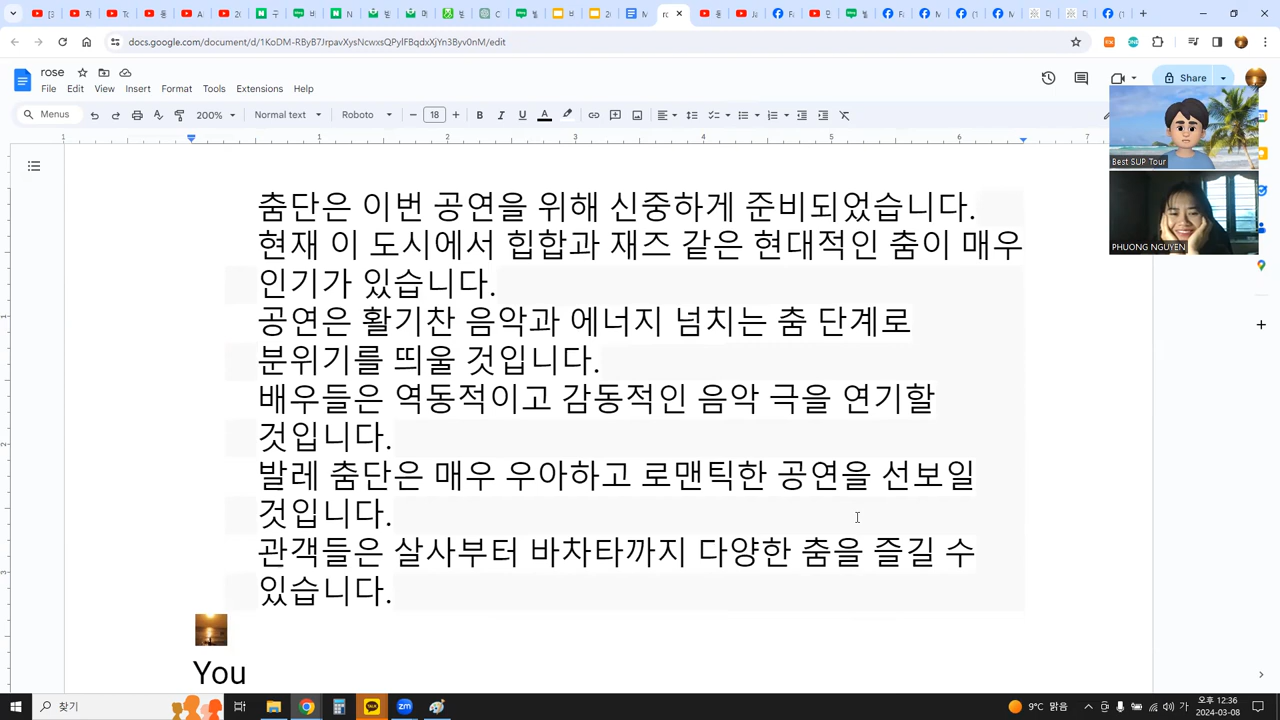 docs.google.com/document/d/1KoDM-RByB7JrpavXysNcwxsQPylFBqdxXjYn3Byv0nM/edit
rose
File Edit View Insert Format Tools Extensions Help
Share
Menus 200% Normal text Roboto 18
춤단은 이번 공연을 위해 신중하게 준비되었습니다.
현재 이 도시에서 힙합과 재즈 같은 현대적인 춤이 매우
인기가 있습니다.
공연은 활기찬 음악과 에너지 넘치는 춤 단계로
분위기를 띄울 것입니다.
배우들은 역동적이고 감동적인 음악 극을 연기할
것입니다.
발레 춤단은 매우 우아하고 로맨틱한 공연을 선보일
것입니다.
관객들은 살사부터 바차타까지 다양한 춤을 즐길 수
있습니다.
You
Best SUP Tour
PHUONG NGUYEN
찾기
9°C 맑음
오후 12:36
2024-03-08